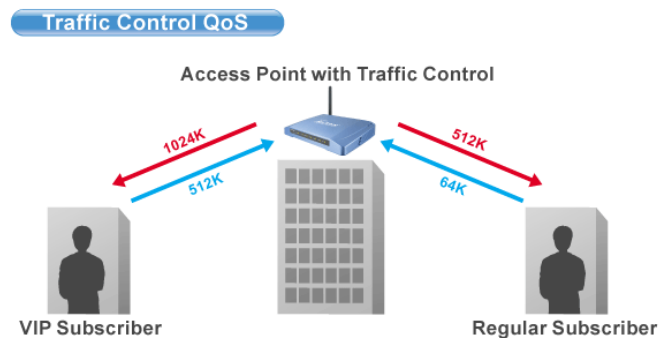 Traffic Control QoS
Access Point with Traffic Control
1024K
512K
512K
64K
VIP Subscriber
Regular Subscriber